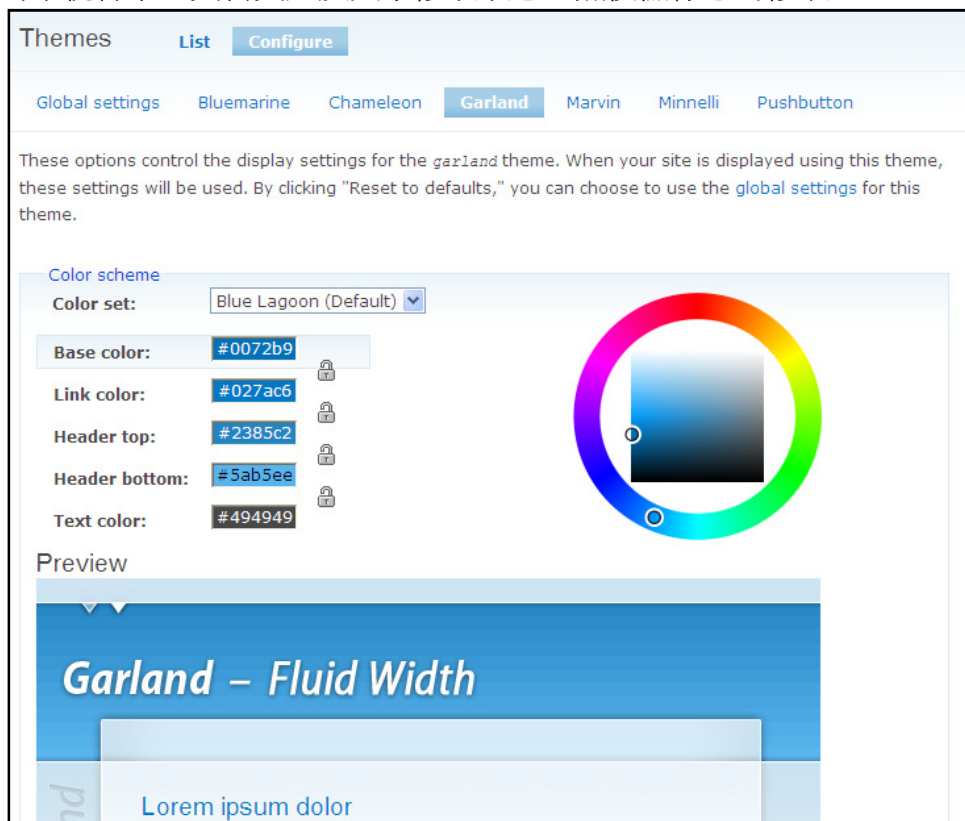 Themes List Configure
Global settings Bluemarine Chameleon Garland Marvin Minnelli Pushbutton
These options control the display settings for the garland theme. When your site is displayed using this theme,
these settings will be used. By clicking "Reset to defaults," you can choose to use the global settings for this
theme.
Color scheme
Color set: Blue Lagoon (Default)
Base color: #0072b9
Link color: #027ac6
Header top: #2385c2
Header bottom: #5ab5ee
Text color: #494949
Preview
Garland – Fluid Width
Lorem ipsum dolor